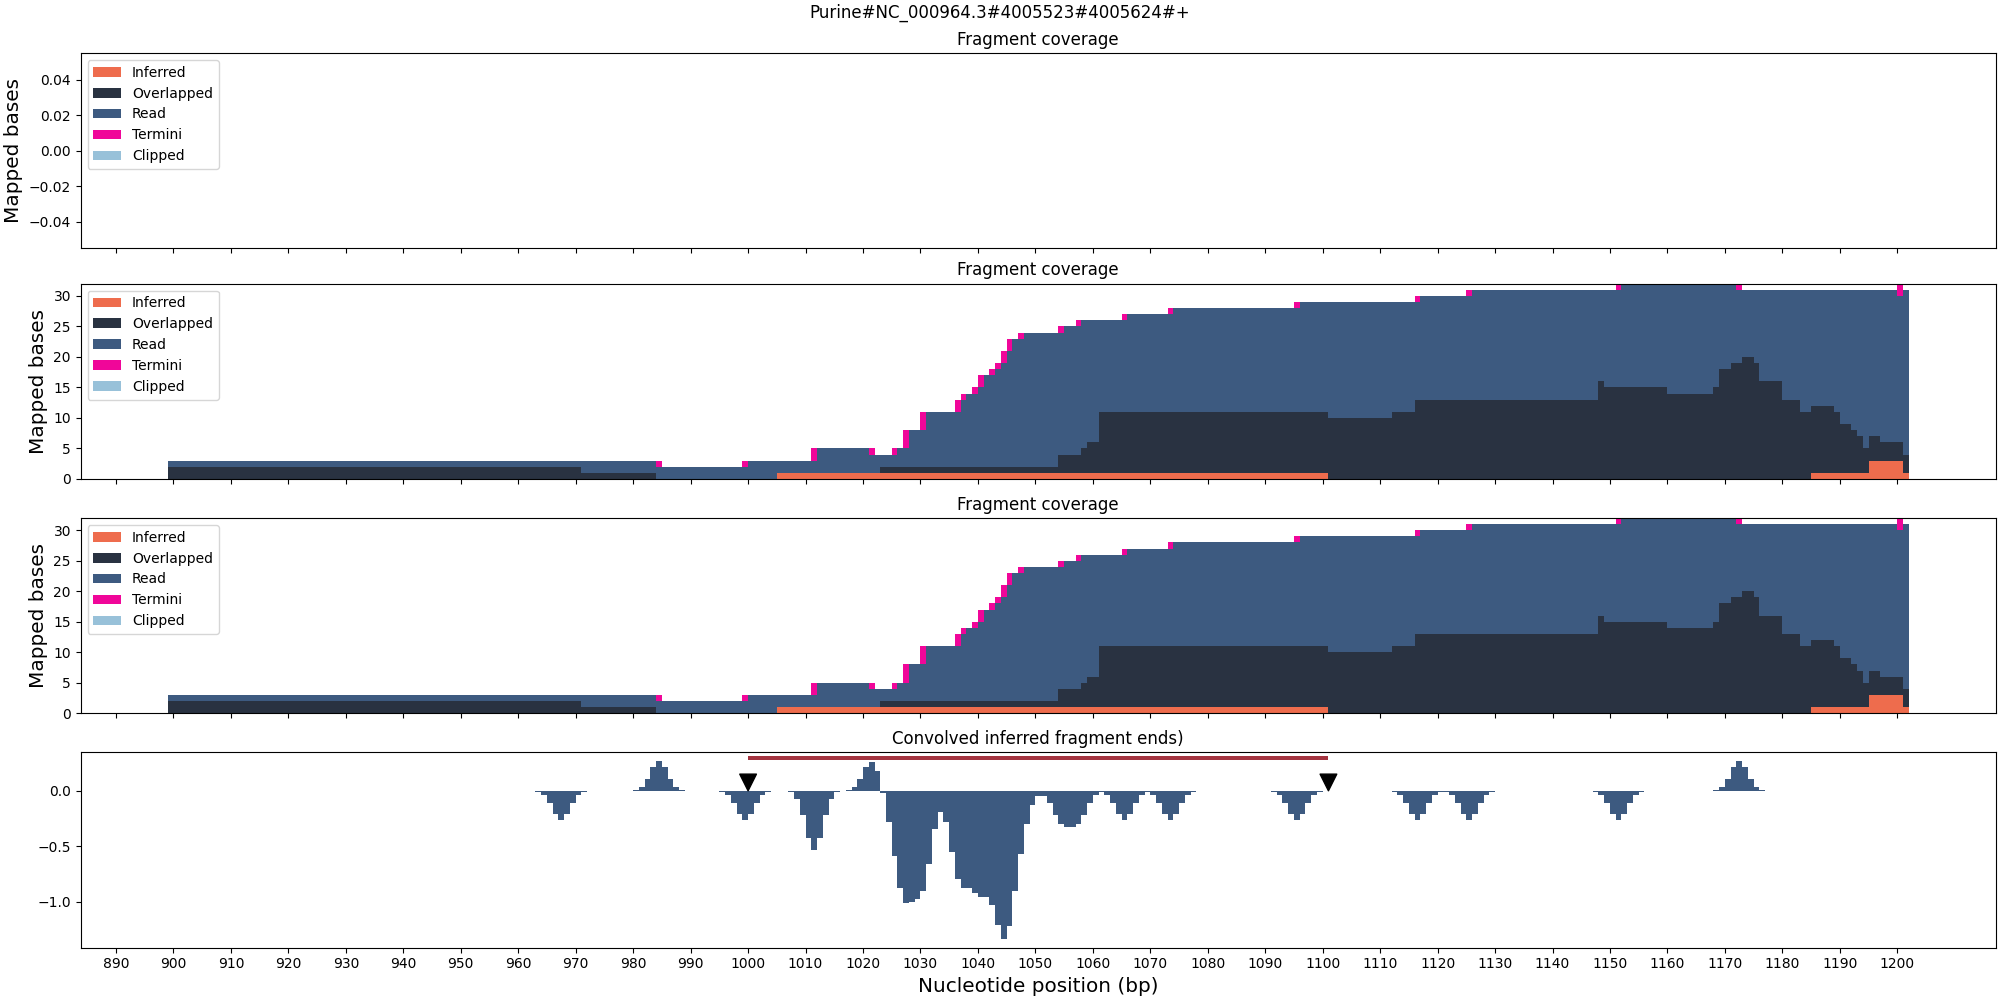 Purine#NC_000964.3#4005523#4005624#+
Fragment coverage
Mapped bases
0.04
0.02
0.00
−0.02
−0.04
Inferred
Overlapped
Read
Termini
Clipped
Fragment coverage
Mapped bases
30
25
20
15
10
5
0
Inferred
Overlapped
Read
Termini
Clipped
Fragment coverage
Mapped bases
30
25
20
15
10
5
0
Inferred
Overlapped
Read
Termini
Clipped
Convolved inferred fragment ends)
0.0
−0.5
−1.0
890 900 910 920 930 940 950 960 970 980 990 1000 1010 1020 1030 1040 1050 1060 1070 1080 1090 1100 1110 1120 1130 1140 1150 1160 1170 1180 1190 1200
Nucleotide position (bp)